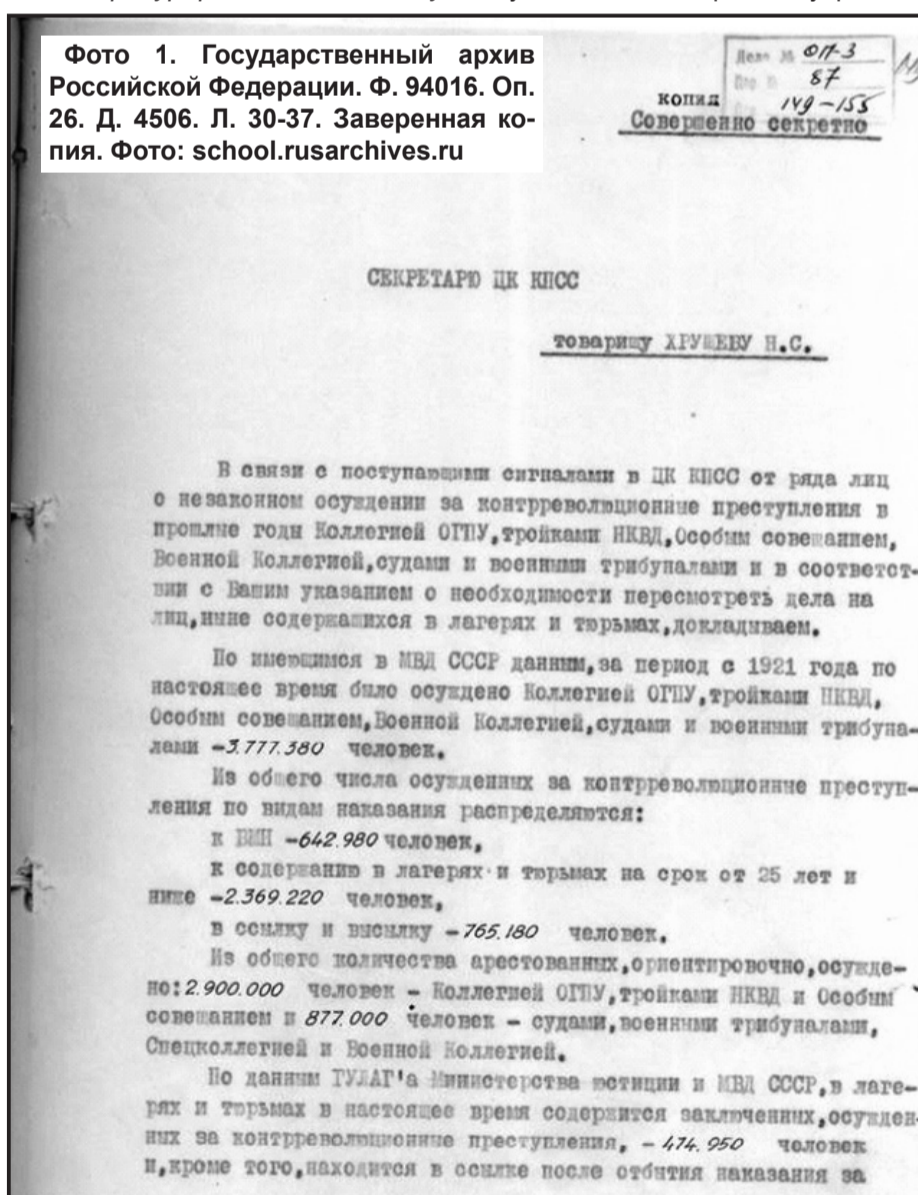 Фото 1. Государственный архив
Российской Федерации. Ф. 94016. Оп.
26. Д. 4506. Л. 30-37. Заверенная ко-
пия. Фото: school.rusarchives.ru
ОП-3
87
149-155
копия
Совершенно секретно
СЕКРЕТАРЮ ЦК КПСС
товарищу ХРУЩЕВУ Н.С.
В связи с поступающими сигналами в ЦК КПСС от ряда лиц
о незаконном осуждении за контрреволюционные преступления в
прошлые годы Коллегией ОГПУ,тройками НКВД,Особым совещанием,
Военной Коллегией,судами и военными трибуналами и в соответст-
вии с Вашим указанием о необходимости пересмотреть дела на
лиц,ныне содержащихся в лагерях и тюрьмах,докладываем.
По имеющимся в МВД СССР данным,за период с 1921 года по
настоящее время было осуждено Коллегией ОГПУ,тройками НКВД,
Особым совещанием,Военной Коллегией,судами и военными трибуна-
лами -3.777.380 человек.
Из общего числа осужденных за контрреволюционные преступ-
ления по видам наказания распределяются:
к ВМН -642.980 человек,
к содержанию в лагерях и тюрьмах на срок от 25 лет и
ниже -2.369.220 человек,
в ссылку и высылку - 765.180 человек.
Из общего количества арестованных,ориентировочно,осужде-
но: 2.900.000 человек - Коллегией ОГПУ,тройками НКВД и Особым
совещанием и 877.000 человек - судами,военными трибуналами,
Спецколлегией и Военной Коллегией.
По данным ГУЛАГ'а Министерства юстиции и МВД СССР,в лаге-
рях и тюрьмах в настоящее время содержится заключенных,осужден-
ных за контрреволюционные преступления, - 474.950 человек
и,кроме того,находится в ссылке после отбытия наказания за